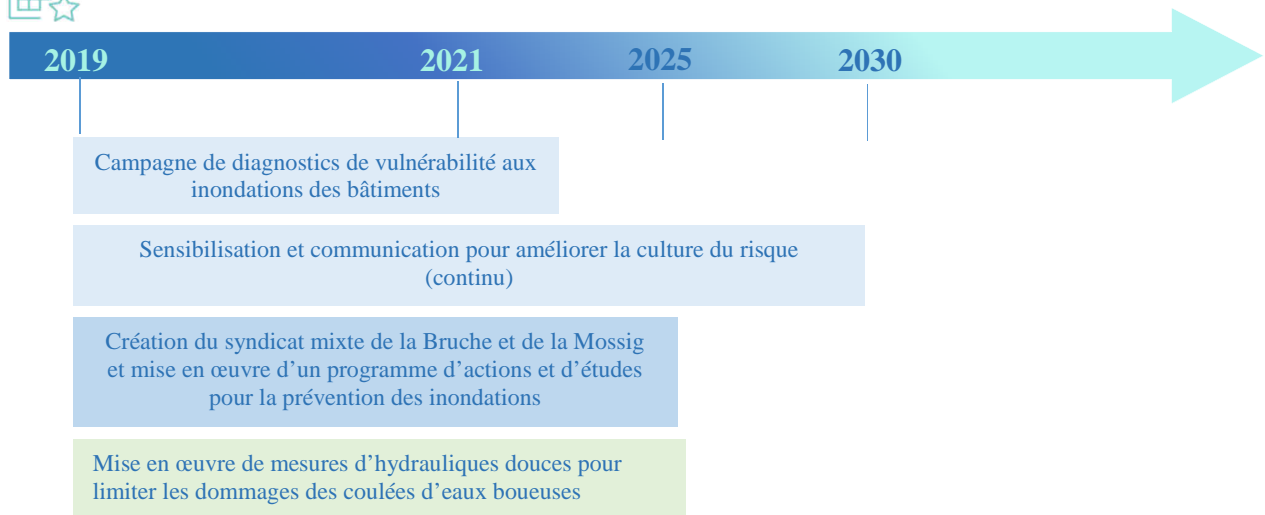 2019 2021 2025 2030
Campagne de diagnostics de vulnérabilité aux
inondations des bâtiments
Sensibilisation et communication pour améliorer la culture du risque
(continu)
Création du syndicat mixte de la Bruche et de la Mossig
et mise en œuvre d’un programme d’actions et d’études
pour la prévention des inondations
Mise en œuvre de mesures d’hydrauliques douces pour
limiter les dommages des coulées d’eaux boueuses